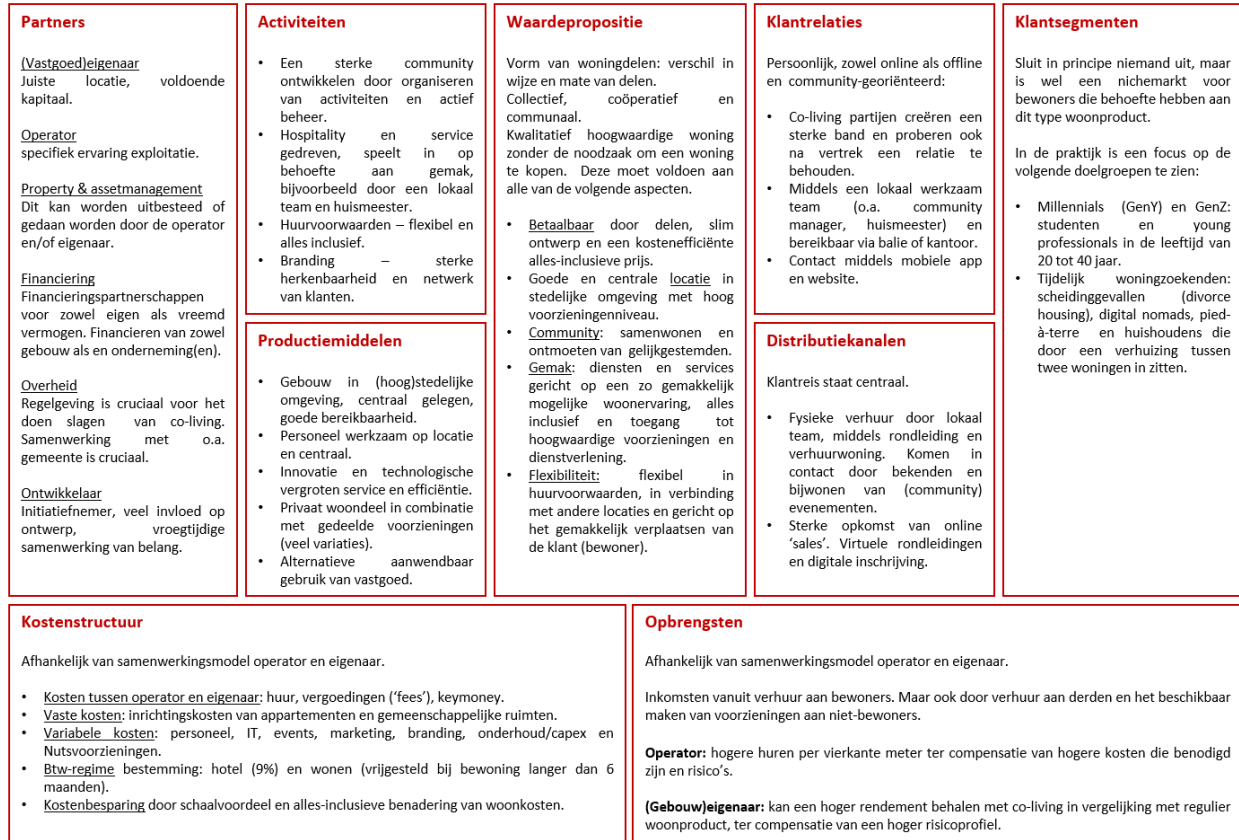 Partners
(Vastgoed)eigenaar
Juiste locatie, voldoende
kapitaal.
Operator
specifiek ervaring exploitatie.
Property & assetmanagement
Dit kan worden uitbesteed of
gedaan worden door de operator
en/of eigenaar.
Financiering
Financieringspartnerschappen
voor zowel eigen als vreemd
vermogen. Financieren van zowel
gebouw als en onderneming(en).
Overheid
Regelgeving is cruciaal voor het
doen slagen van co-living.
Samenwerking met o.a.
gemeente is cruciaal.
Ontwikkelaar
Initiatiefnemer, veel invloed op
ontwerp, vroegtijdige
samenwerking van belang.
Activiteiten
• Een sterke community
ontwikkelen door organiseren
van activiteiten en actief
beheer.
• Hospitality en service
gedreven, speelt in op
behoefte aan gemak,
bijvoorbeeld door een lokaal
team en huismeester.
• Huurvoorwaarden – flexibel en
alles inclusief.
• Branding – sterke
herkenbaarheid en netwerk
van klanten.
Productiemiddelen
• Gebouw in (hoog)stedelijke
omgeving, centraal gelegen,
goede bereikbaarheid.
• Personeel werkzaam op locatie
en centraal.
• Innovatie en technologische
vergroten service en efficiëntie.
• Privaat woondeel in combinatie
met gedeelde voorzieningen
(veel variaties).
• Alternatieve aanwendbaar
gebruik van vastgoed.
Waardepropositie
Vorm van woningdelen: verschil in
wijze en mate van delen.
Collectief, coöperatief en
communaal.
Kwalitatief hoogwaardige woning
zonder de noodzaak om een woning
te kopen. Deze moet voldoen aan
alle van de volgende aspecten.
• Betaalbaar door delen, slim
ontwerp en een kostenefficiënte
alles-inclusieve prijs.
• Goede en centrale locatie in
stedelijke omgeving met hoog
voorzieningenniveau.
• Community: samenwonen en
ontmoeten van gelijkgestemden.
• Gemak: diensten en services
gericht op een zo gemakkelijk
mogelijke woonervaring, alles
inclusief en toegang tot
hoogwaardige voorzieningen en
dienstverlening.
• Flexibiliteit: flexibel in
huurvoorwaarden, in verbinding
met andere locaties en gericht op
het gemakkelijk verplaatsen van
de klant (bewoner).
Klantrelaties
Persoonlijk, zowel online als offline
en community-georiënteerd:
• Co-living partijen creëren een
sterke band en proberen ook
na vertrek een relatie te
behouden.
• Middels een lokaal werkzaam
team (o.a. community
manager, huismeester) en
bereikbaar via balie of kantoor.
• Contact middels mobiele app
en website.
Distributiekanalen
Klantreis staat centraal.
• Fysieke verhuur door lokaal
team, middels rondleiding en
verhuurwoning. Komen in
contact door bekenden en
bijwonen van (community)
evenementen.
• Sterke opkomst van online
‘sales’. Virtuele rondleidingen
en digitale inschrijving.
Klantsegmenten
Sluit in principe niemand uit, maar
is wel een nichemarkt voor
bewoners die behoefte hebben aan
dit type woonproduct.
In de praktijk is een focus op de
volgende doelgroepen te zien:
• Millennials (GenY) en GenZ:
studenten en young
professionals in de leeftijd van
20 tot 40 jaar.
• Tijdelijk woningzoekenden:
scheidinggevallen (divorce
housing), digital nomads, pied-
à-terre en huishoudens die
door een verhuizing tussen
twee woningen in zitten.
Kostenstructuur
Afhankelijk van samenwerkingsmodel operator en eigenaar.
• Kosten tussen operator en eigenaar: huur, vergoedingen (‘fees’), keymoney.
• Vaste kosten: inrichtingskosten van appartementen en gemeenschappelijke ruimten.
• Variabele kosten: personeel, IT, events, marketing, branding, onderhoud/capex en
Nutsvoorzieningen.
• Btw-regime bestemming: hotel (9%) en wonen (vrijgesteld bij bewoning langer dan 6
maanden).
• Kostenbesparing door schaalvoordeel en alles-inclusieve benadering van woonkosten.
Opbrengsten
Afhankelijk van samenwerkingsmodel operator en eigenaar.
Inkomsten vanuit verhuur aan bewoners. Maar ook door verhuur aan derden en het beschikbaar
maken van voorzieningen aan niet-bewoners.
Operator: hogere huren per vierkante meter ter compensatie van hogere kosten die benodigd
zijn en risico’s.
(Gebouw)eigenaar: kan een hoger rendement behalen met co-living in vergelijking met regulier
woonproduct, ter compensatie van een hoger risicoprofiel.